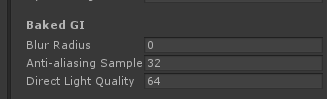 Baked GI
Blur Radius 0
Anti-aliasing Sample 32
Direct Light Quality 64